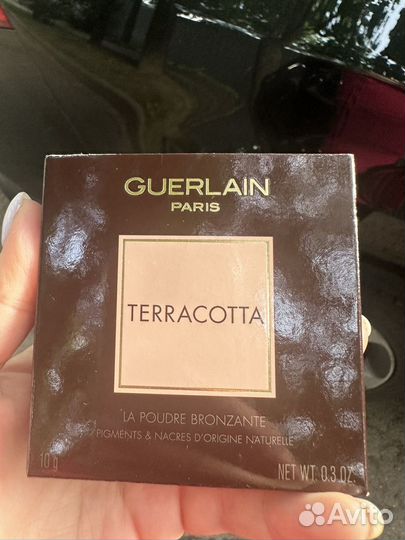 GUERLAIN
PARIS
TERRACOTTA
LA POUDRE BRONZANTE
PIGMENTS & NACRES D'ORIGINE NATURELLE
10 g NET WT. 0.3 OZ.
Avito